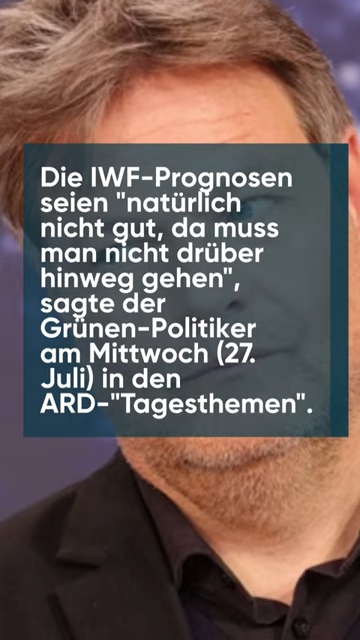 Die IWF-Prognosen
seien "natürlich
nicht gut, da muss
man nicht drüber
hinweg gehen",
sagte der
Grünen-Politiker
am Mittwoch (27.
Juli) in den
ARD-"Tagesthemen".